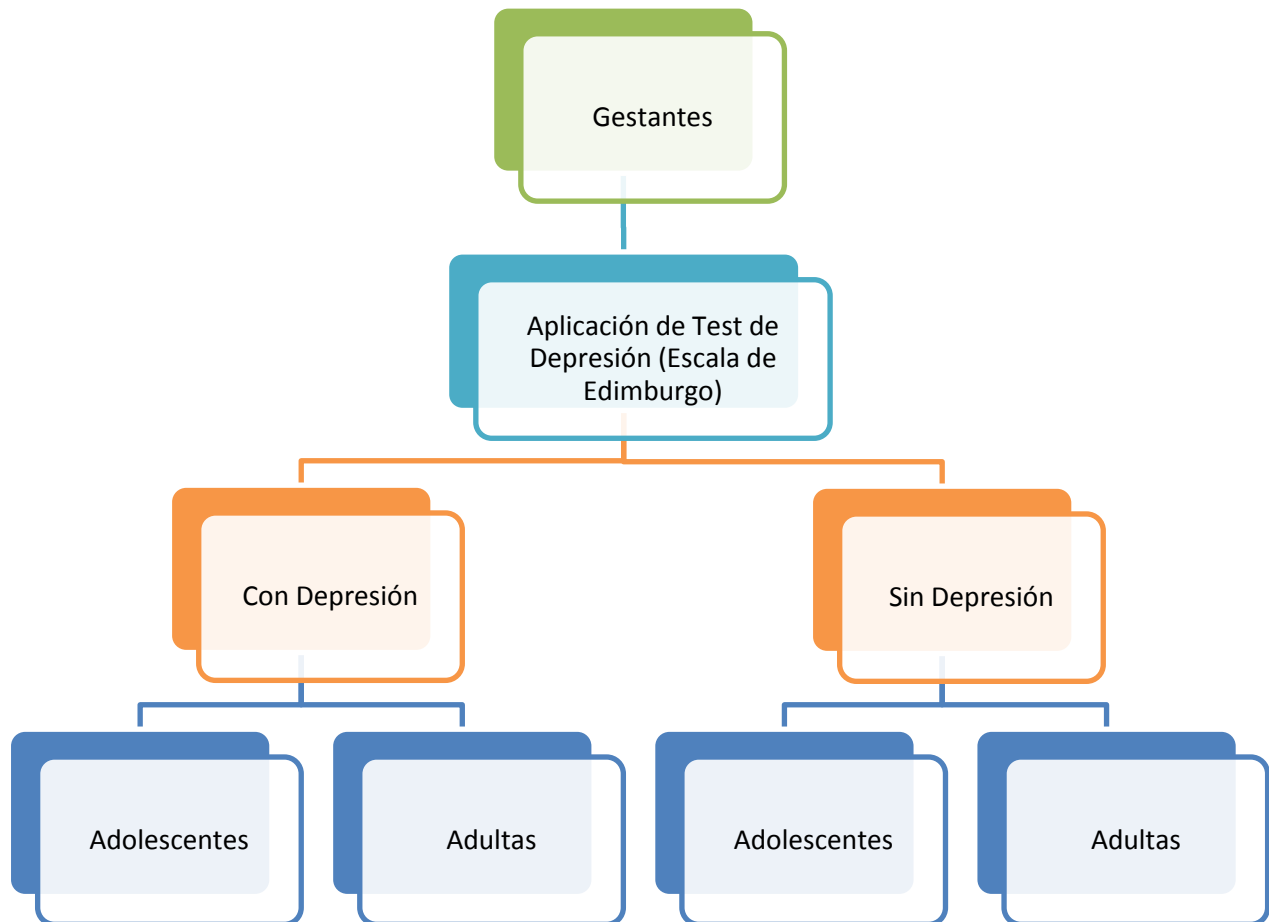 Gestantes
Aplicación de Test de
Depresión (Escala de
Edimburgo)
Con Depresión
Sin Depresión
Adolescentes
Adultas
Adolescentes
Adultas